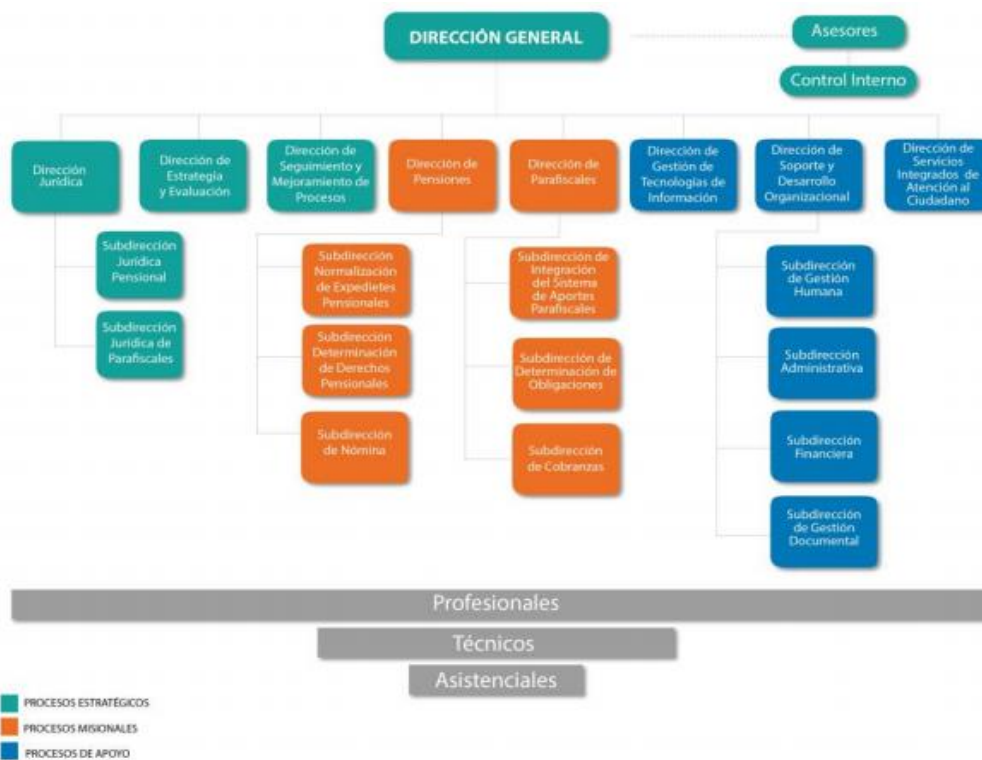 DIRECCIÓN GENERAL
Asesores
Control Interno
Dirección
Jurídica
Dirección de
Estrategia
y Evaluación
Dirección de
Seguimiento y
Mejoramiento de
Procesos
Dirección de
Pensiones
Dirección de
Parafiscales
Dirección de
Gestión de
Tecnologías de
Información
Dirección de
Soporte y
Desarrollo
Organizacional
Dirección de
Servicios
Integrados de
Atención al
Ciudadano
Subdirección
Jurídica
Pensional
Subdirección
Jurídica de
Parafiscales
Subdirección
Normalización
de Expedietes
Pensionales
Subdirección
Determinación
de Derechos
Pensionales
Subdirección
de Nómina
Subdirección de
Integración
del Sistema
de Aportes
Parafiscales
Subdirección de
Determinación de
Obligaciones
Subdirección
de Cobranzas
Subdirección
de Gestión
Humana
Subdirección
Administrativa
Subdirección
Financiera
Subdirección
de Gestión
Documental
Profesionales
Técnicos
Asistenciales
PROCESOS ESTRATÉGICOS
PROCESOS MISIONALES
PROCESOS DE APOYO